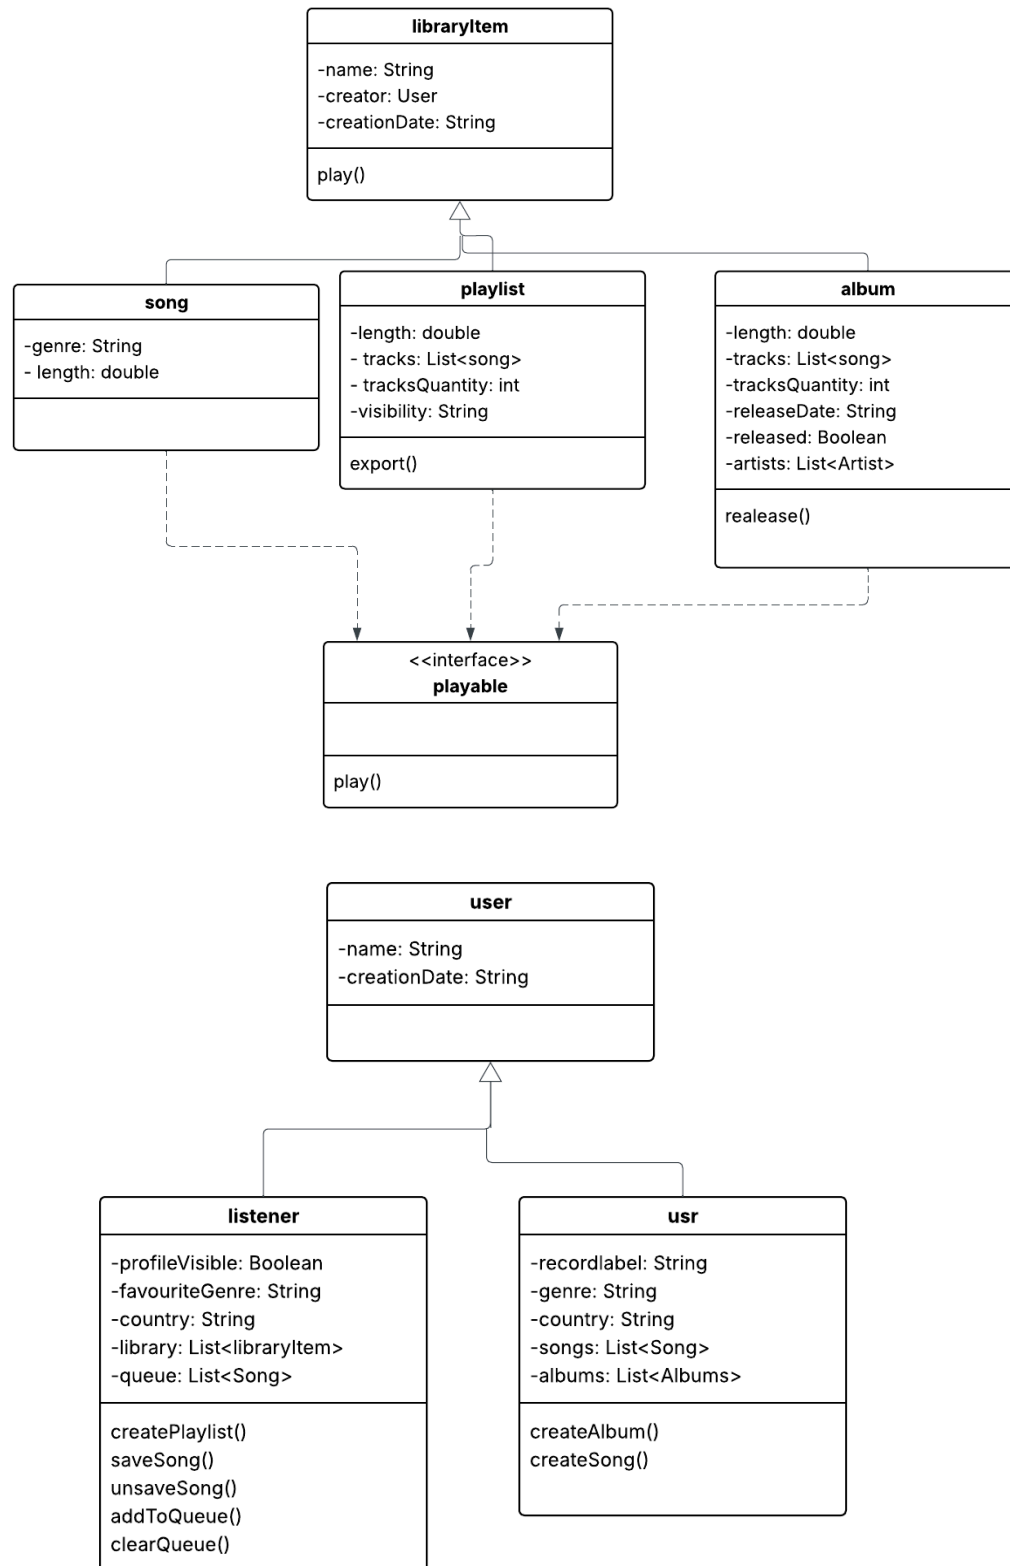 libraryItem
-name: String
-creator: User
-creationDate: String
play()
song
-genre: String
- length: double
playlist
-length: double
- tracks: List<song>
- tracksQuantity: int
-visibility: String
export()
album
-length: double
-tracks: List<song>
-tracksQuantity: int
-releaseDate: String
-released: Boolean
-artists: List<Artist>
realease()
<<interface>>
playable
play()
user
-name: String
-creationDate: String
listener
-profileVisible: Boolean
-favouriteGenre: String
-country: String
-library: List<libraryItem>
-queue: List<Song>
createPlaylist()
saveSong()
unsaveSong()
addToQueue()
clearQueue()
usr
-recordlabel: String
-genre: String
-country: String
-songs: List<Song>
-albums: List<Albums>
createAlbum()
createSong()